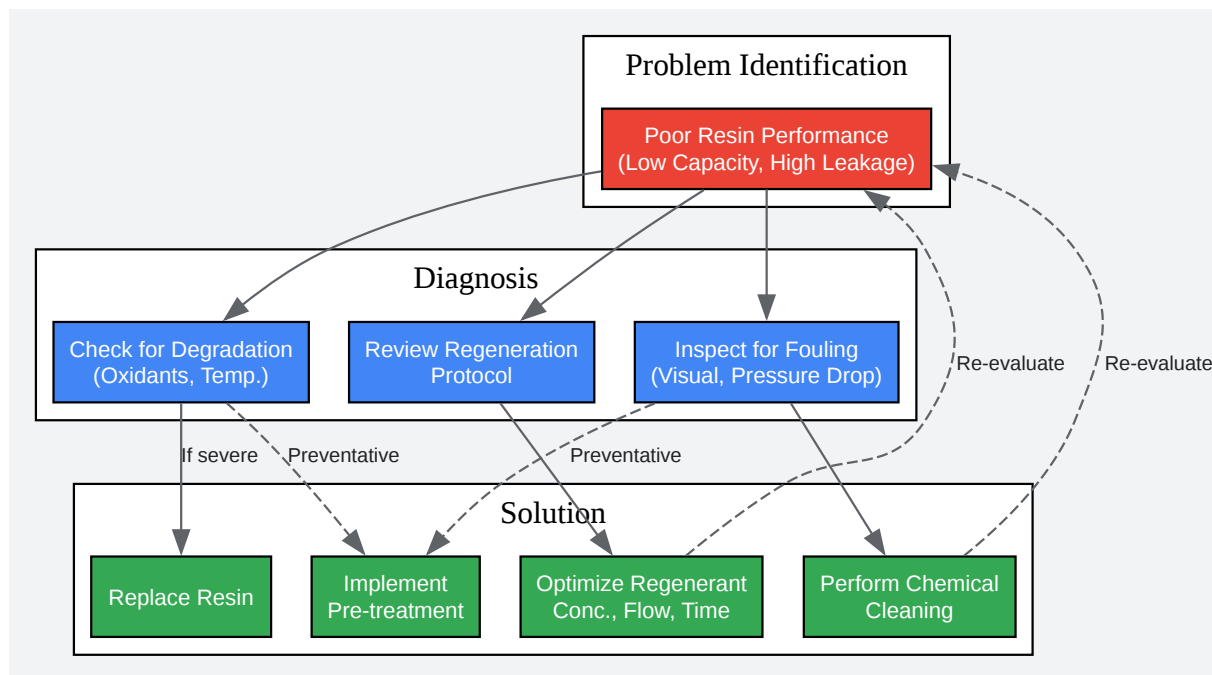 Problem Identification
Poor Resin Performance
(Low Capacity, High Leakage)
Diagnosis
Check for Degradation
(Oxidants, Temp.)
Review Regeneration
Protocol
Inspect for Fouling
(Visual, Pressure Drop)
Re-evaluate
Re-evaluate
If severe
Preventative
Preventative
Solution
Replace Resin
Implement
Pre-treatment
Optimize Regenerant
Conc., Flow, Time
Perform Chemical
Cleaning